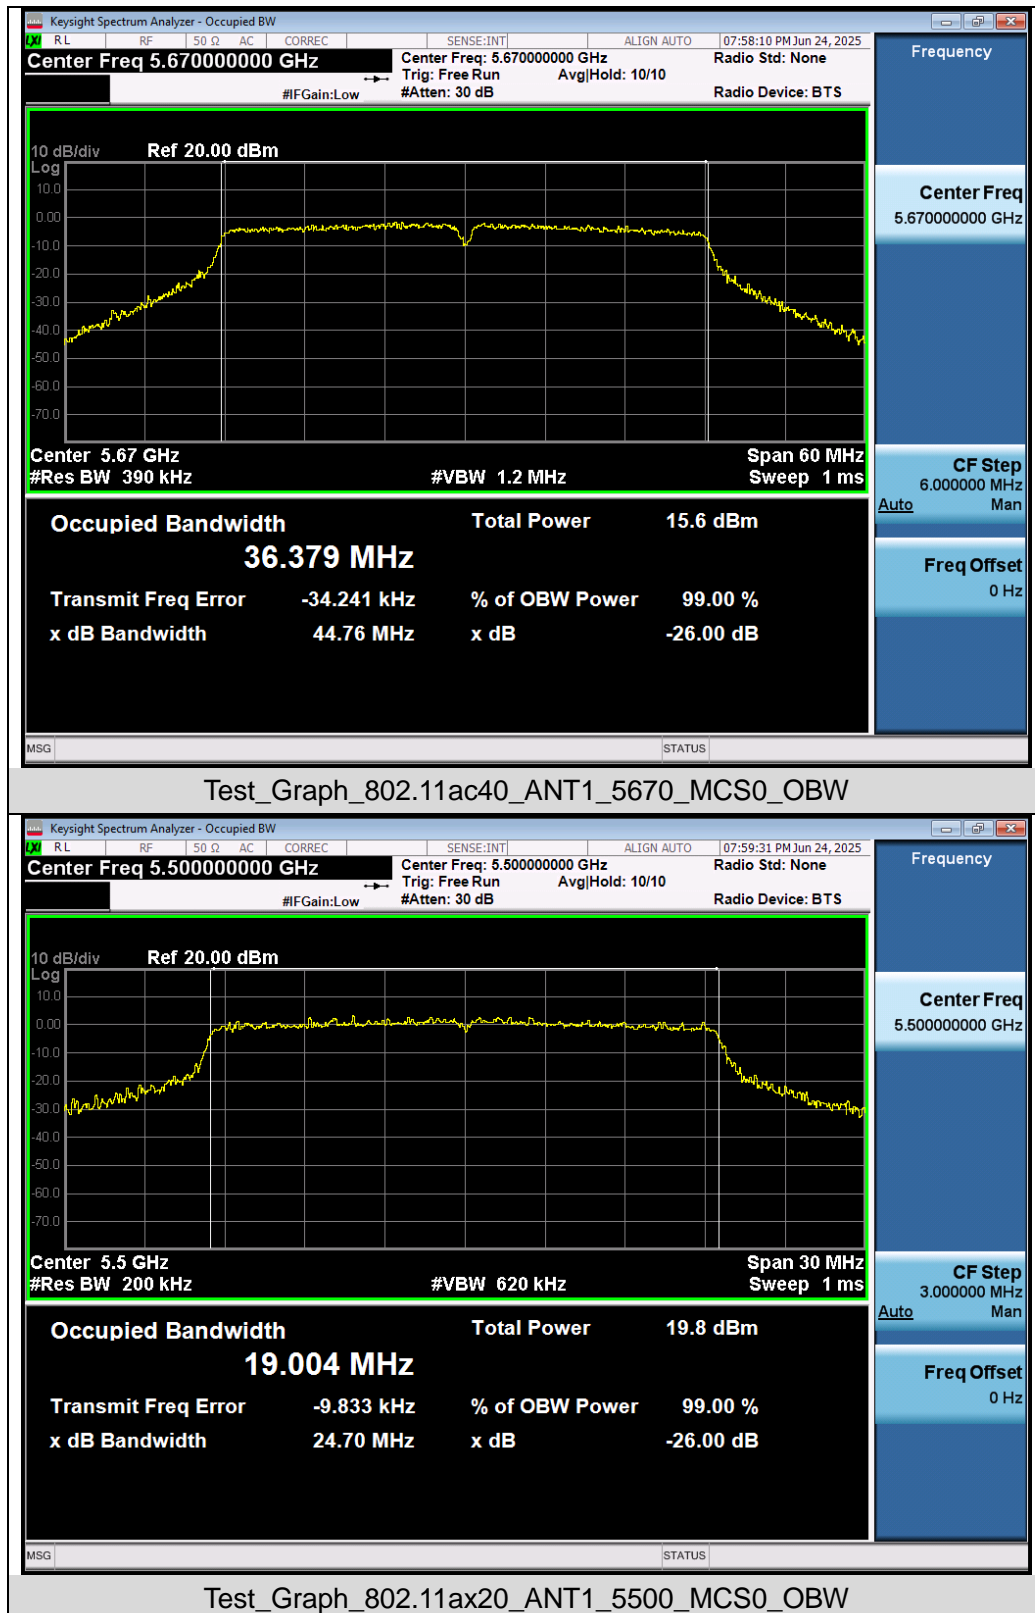 Keysight Spectrum Analyzer - Occupied BW
LXI RL RF 50 Ω AC CORREC SENSE:INT ALIGN AUTO 07:58:10 PM Jun 24, 2025
Center Freq 5.670000000 GHz
Center Freq: 5.670000000 GHz
Radio Std: None
Trig: Free Run Avg|Hold: 10/10
#IFGain:Low
#Atten: 30 dB
Radio Device: BTS
Frequency
10 dB/div Ref 20.00 dBm
Log
10.0
0.00
-10.0
-20.0
-30.0
-40.0
-50.0
-60.0
-70.0
Center Freq
5.670000000 GHz
Center 5.67 GHz Span 60 MHz
#Res BW 390 kHz #VBW 1.2 MHz Sweep 1 ms
CF Step
6.000000 MHz
Auto Man
Occupied Bandwidth Total Power 15.6 dBm
36.379 MHz
Freq Offset
0 Hz
Transmit Freq Error -34.241 kHz % of OBW Power 99.00 %
x dB Bandwidth 44.76 MHz x dB -26.00 dB
MSG STATUS
Test_Graph_802.11ac40_ANT1_5670_MCS0_OBW
Keysight Spectrum Analyzer - Occupied BW
LXI RL RF 50 Ω AC CORREC SENSE:INT ALIGN AUTO 07:59:31 PM Jun 24, 2025
Center Freq 5.500000000 GHz
Center Freq: 5.500000000 GHz
Radio Std: None
Trig: Free Run Avg|Hold: 10/10
#IFGain:Low
#Atten: 30 dB
Radio Device: BTS
Frequency
10 dB/div Ref 20.00 dBm
Log
10.0
0.00
-10.0
-20.0
-30.0
-40.0
-50.0
-60.0
-70.0
Center Freq
5.500000000 GHz
Center 5.5 GHz Span 30 MHz
#Res BW 200 kHz #VBW 620 kHz Sweep 1 ms
CF Step
3.000000 MHz
Auto Man
Occupied Bandwidth Total Power 19.8 dBm
19.004 MHz
Freq Offset
0 Hz
Transmit Freq Error -9.833 kHz % of OBW Power 99.00 %
x dB Bandwidth 24.70 MHz x dB -26.00 dB
MSG STATUS
Test_Graph_802.11ax20_ANT1_5500_MCS0_OBW